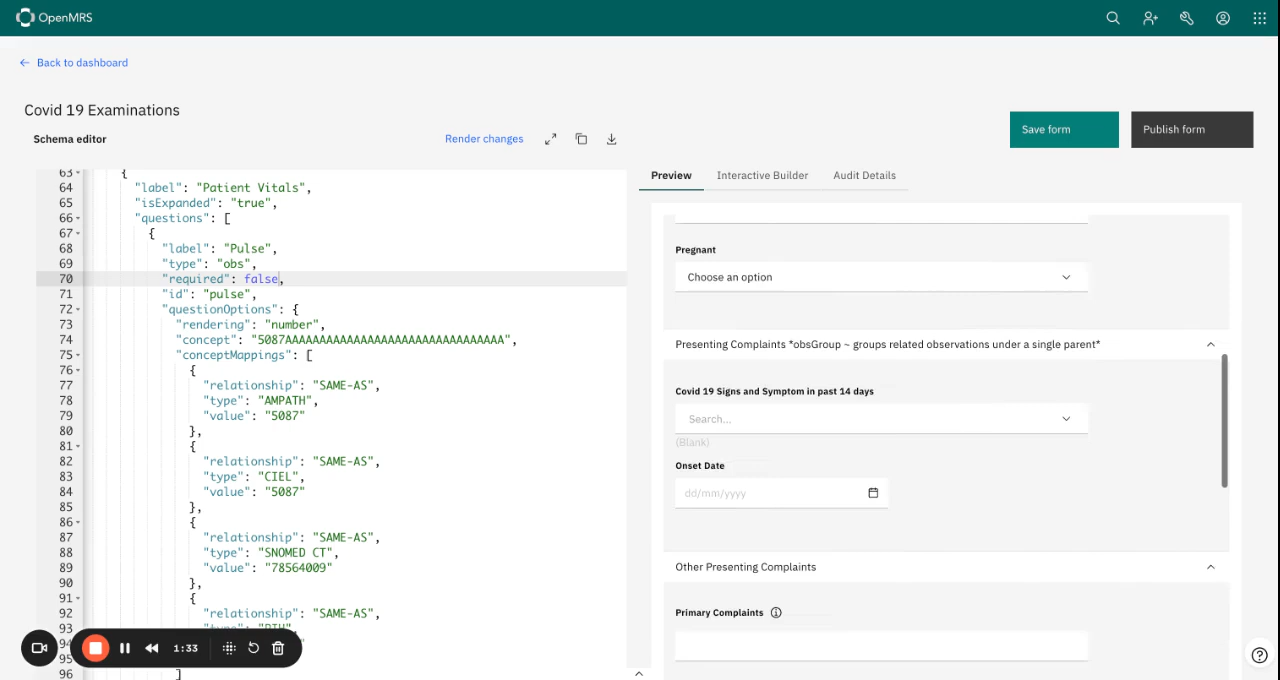 OpenMRS
Back to dashboard
Covid 19 Examinations
Save form
Publish form
Schema editor
Render changes
63
{
64
"label": "Patient Vitals",
65
"isExpanded": "true",
66
"questions": [
67
{
68
"label": "Pulse",
69
"type": "obs",
70
"required": false,
71
"id": "pulse",
72
"questionOptions": {
73
"rendering": "number",
74
"concept": "5087AAAAAAAAAAAAAAAAAAAAAAAAAAAAAAAA",
75
"conceptMappings": [
76
{
77
"relationship": "SAME-AS",
78
"type": "AMPATH",
79
"value": "5087"
80
},
81
{
82
"relationship": "SAME-AS",
83
"type": "CIEL",
84
"value": "5087"
85
},
86
{
87
"relationship": "SAME-AS",
88
"type": "SNOMED CT",
89
"value": "78564009"
90
},
91
{
92
"relationship": "SAME-AS",
93
94
95
96
]
1:33
Preview
Interactive Builder
Audit Details
Pregnant
Choose an option
Presenting Complaints *obsGroup ~ groups related observations under a single parent*
Covid 19 Signs and Symptom in past 14 days
Search...
(Blank)
Onset Date
dd/mm/yyyy
Other Presenting Complaints
Primary Complaints